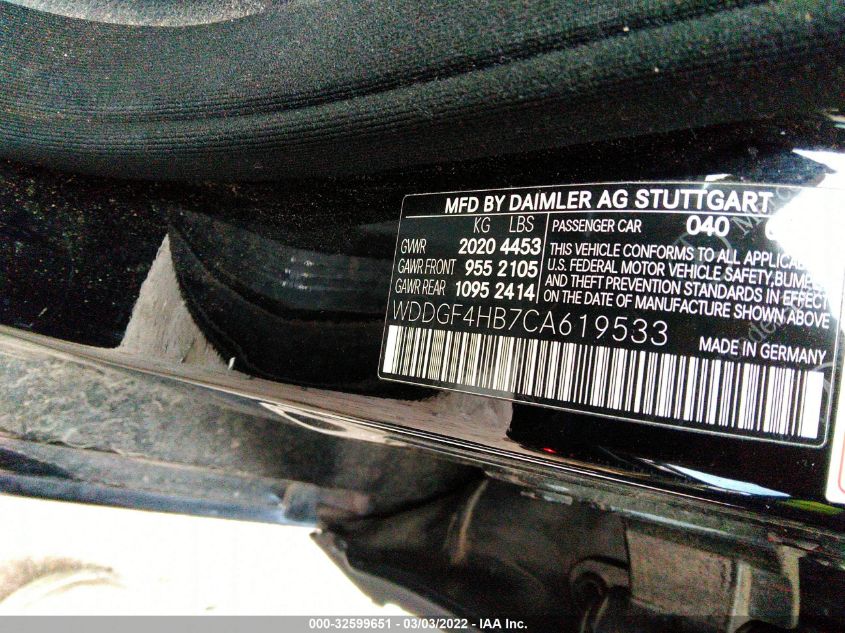 MFD BY DAIMLER AG STUTTGART
KG LBS
GVWR 2020 4453
GAWR FRONT 955 2105
GAWR REAR 1095 2414
PASSENGER CAR 040
THIS VEHICLE CONFORMS TO ALL
U.S. FEDERAL MOTOR VEHICLE SAFETY,
AND THEFT PREVENTION STANDARDS IN EFFECT
ON THE DATE OF MANUFACTURE SHOWN ABOVE
WDDGF4HB7CA619533
MADE IN GERMANY
000-32599651 - 03/03/2022 - IAA Inc.